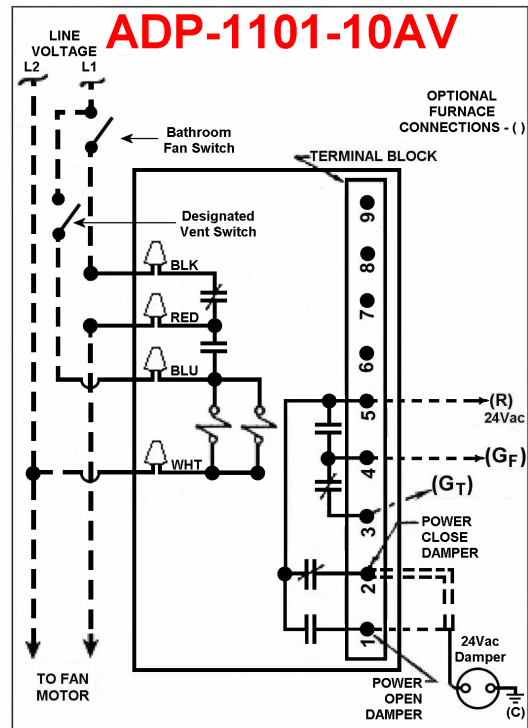 ADP-1101-10AV
LINE
VOLTAGE
L2
L1
OPTIONAL
FURNACE
CONNECTIONS - ( )
Bathroom
Fan Switch
TERMINAL BLOCK
Designated
Vent Switch
9
8
7
6
5
4
3
2
1
BLK
RED
BLU
WHT
(R)
24Vac
(GF)
(GT)
POWER
CLOSE
DAMPER
24Vac
Damper
(C)
POWER
OPEN
DAMPER
TO FAN
MOTOR